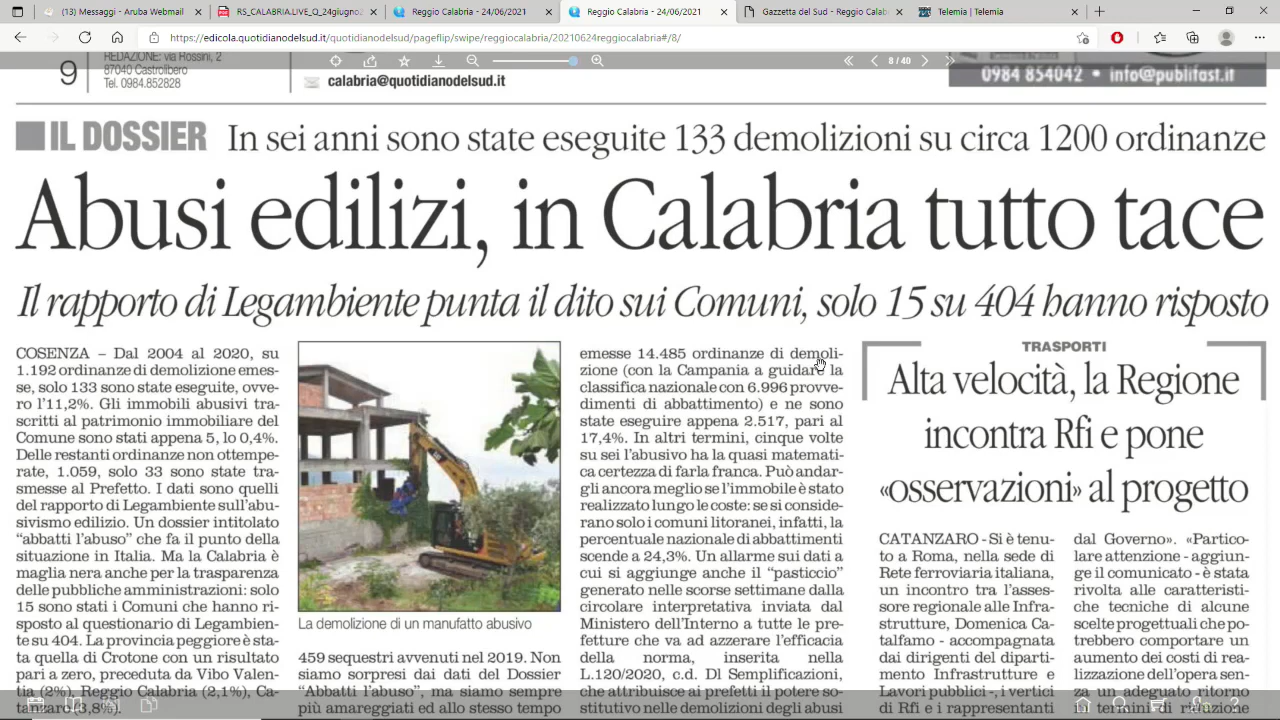 (13) Messaggi - Aruba Webmail
RS_CALABRIA.LIVE_Q_24giugno2
Reggio Calabria - 24/06/2021
Reggio Calabria - 24/06/2021
Gazzetta del Sud - Reggio Calab
Telemia | Telemia
https://edicola.quotidianodelsud.it/quotidianodelsud/pageflip/swipe/reggiocalabria/20210624reggiocalabria#/8/
8 / 40
9
REDAZIONE: via Rossini, 2
87040 Castrolibero
Tel. 0984.852828
calabria@quotidianodelsud.it
0984 854042 • info@publifast.it
IL DOSSIER In sei anni sono state eseguite 133 demolizioni su circa 1200 ordinanze
Abusi edilizi, in Calabria tutto tace
Il rapporto di Legambiente punta il dito sui Comuni, solo 15 su 404 hanno risposto
COSENZA – Dal 2004 al 2020, su
1.192 ordinanze di demolizione emes-
se, solo 133 sono state eseguite, ovve-
ro l'11,2%. Gli immobili abusivi tra-
scritti al patrimonio immobiliare del
Comune sono stati appena 5, lo 0,4%.
Delle restanti ordinanze non ottempe-
rate, 1.059, solo 33 sono state tra-
smesse al Prefetto. I dati sono quelli
del rapporto di Legambiente sull'abu-
sivismo edilizio. Un dossier intitolato
“abbatti l'abuso” che fa il punto della
situazione in Italia. Ma la Calabria è
maglia nera anche per la trasparenza
delle pubbliche amministrazioni: solo
15 sono stati i Comuni che hanno ri-
sposto al questionario di Legambien-
te su 404. La provincia peggiore è sta-
ta quella di Crotone con un risultato
pari a zero, preceduta da Vibo Valen-
tia (2%), Reggio Calabria (2,1%), Ca-
tanzaro (3,8%).
La demolizione di un manufatto abusivo
459 sequestri avvenuti nel 2019. Non
siamo sorpresi dai dati del Dossier
“Abbatti l'abuso”, ma siamo sempre
più amareggiati ed allo stesso tempo
emesse 14.485 ordinanze di demoli-
zione (con la Campania a guidare la
classifica nazionale con 6.996 provve-
dimenti di abbattimento) e ne sono
state eseguire appena 2.517, pari al
17,4%. In altri termini, cinque volte
su sei l'abusivo ha la quasi matemati-
ca certezza di farla franca. Può andar-
gli ancora meglio se l'immobile è stato
realizzato lungo le coste: se si conside-
rano solo i comuni litoranei, infatti, la
percentuale nazionale di abbattimenti
scende a 24,3%. Un allarme sui dati a
cui si aggiunge anche il “pasticcio”
generato nelle scorse settimane dalla
circolare interpretativa inviata dal
Ministero dell'Interno a tutte le pre-
fetture che va ad azzerare l'efficacia
della norma, inserita nella
L.120/2020, c.d. Dl Semplificazioni,
che attribuisce ai prefetti il potere so-
stitutivo nelle demolizioni degli abusi
TRASPORTI
Alta velocità, la Regione
incontra Rfi e pone
«osservazioni» al progetto
CATANZARO - Si è tenu-
to a Roma, nella sede di
Rete ferroviaria italiana,
un incontro tra l'asses-
sore regionale alle Infra-
strutture, Domenica Ca-
talfamo - accompagnata
dai dirigenti del diparti-
mento Infrastrutture e
Lavori pubblici -, i vertici
di Rfi e i rappresentanti
dal Governo». «Partico-
lare attenzione - aggiun-
ge il comunicato - è stata
rivolta alle caratteristi-
che tecniche di alcune
scelte progettuali che po-
trebbero comportare un
aumento dei costi di rea-
lizzazione dell'opera sen-
za un adeguato ritorno
in termini di riduzione